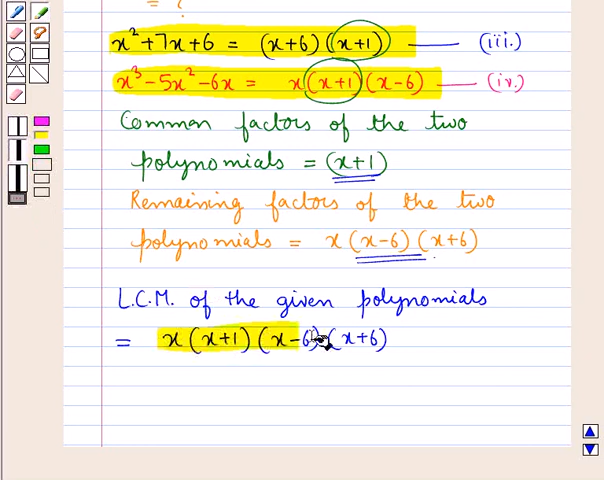 = ?
x² + 7x + 6 = (x+6) (x+1) —— (iii.)
x³ - 5x² - 6x = x (x+1) (x-6) —— (iv.)
Common factors of the two
polynomials = (x+1)
Remaining factors of the two
polynomials = x (x-6) (x+6)
L.C.M. of the given polynomials
= x (x+1) (x-6) (x+6)